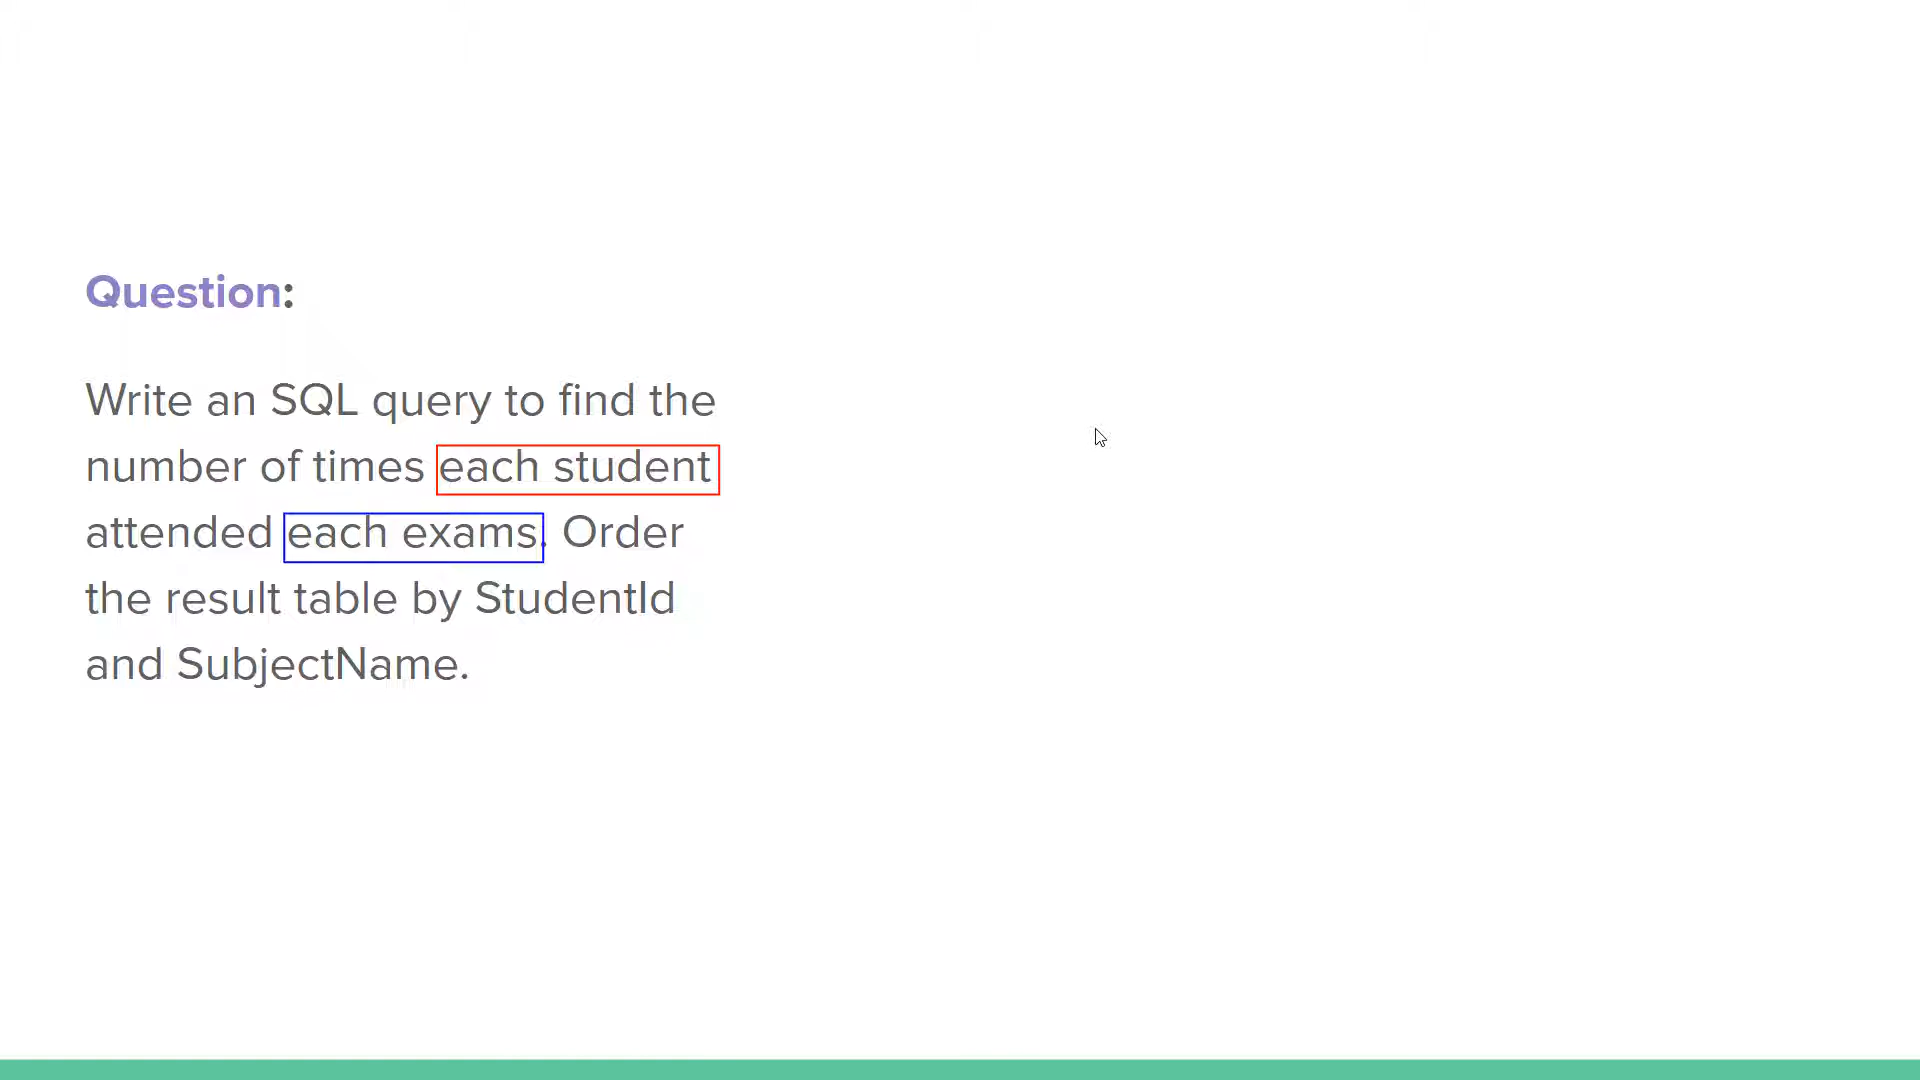 Question:
Write an SQL query to find the
number of times each student
attended each exams. Order
the result table by StudentId
and SubjectName.